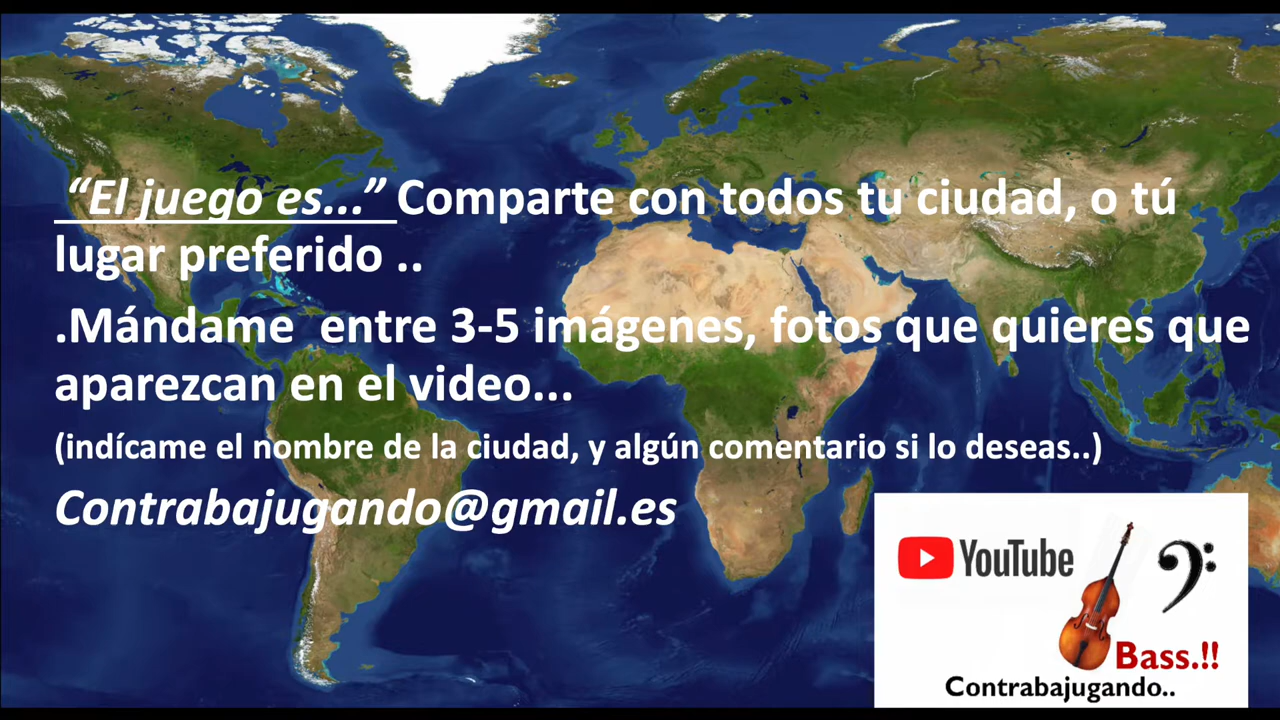 “El juego es...” Comparte con todos tu ciudad, o tú
lugar preferido ..
.Mándame entre 3-5 imágenes, fotos que quieres que
aparezcan en el video...
(indícame el nombre de la ciudad, y algún comentario si lo deseas..)
Contrabajugando@gmail.es
YouTube
Bass.!!
Contrabajugando..